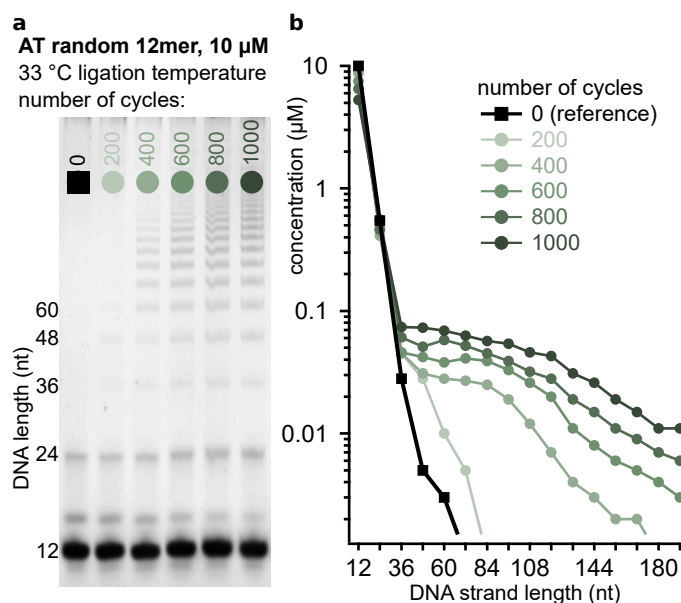 a
AT random 12mer, 10 µM
33 °C ligation temperature
number of cycles:
0
200
400
600
800
1000
DNA length (nt)
60
48
36
24
12
b
concentration (µM)
10
1
0.1
0.01
number of cycles
0 (reference)
200
400
600
800
1000
12 36 60 84 108 144 180
DNA strand length (nt)